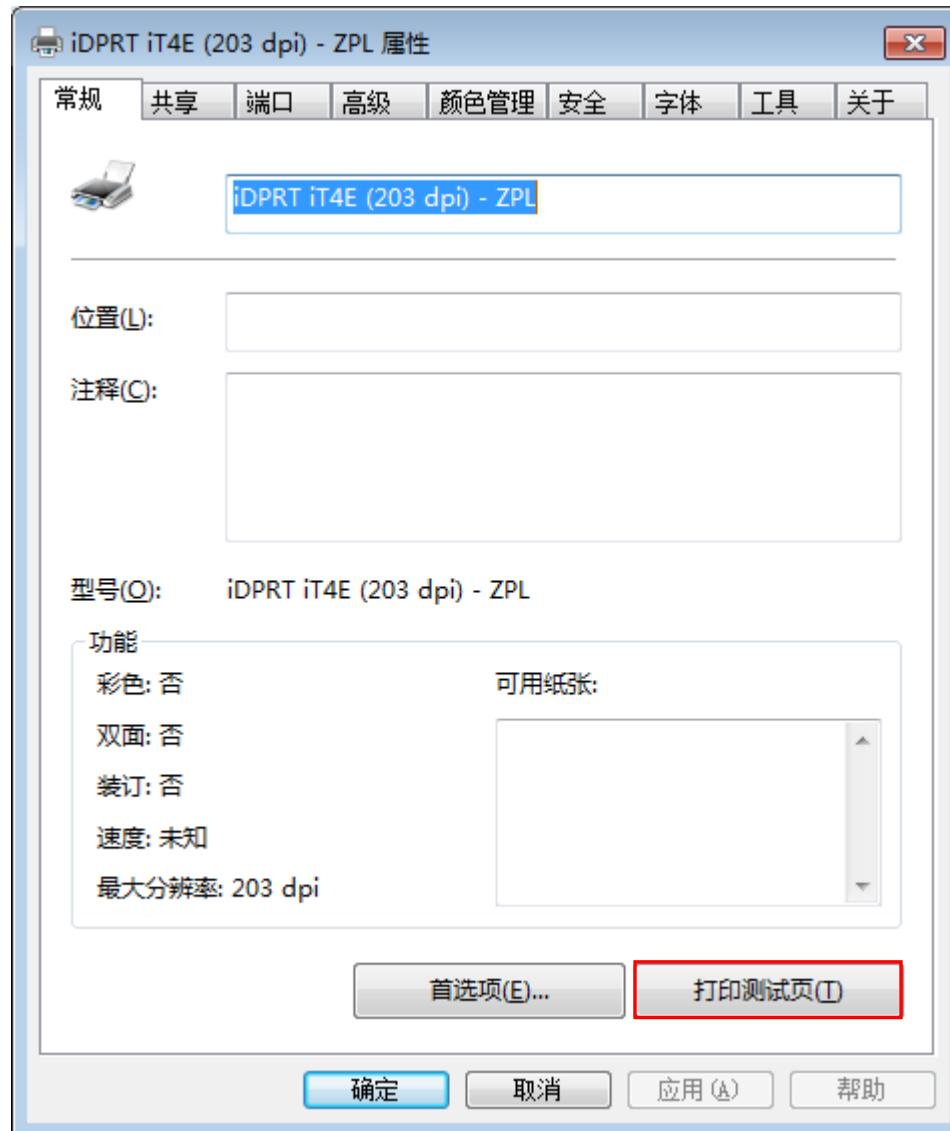 iDPRT iT4E (203 dpi) - ZPL 属性
常规 共享 端口 高级 颜色管理 安全 字体 工具 关于
iDPRT iT4E (203 dpi) - ZPL
位置(L):
注释(C):
型号(O): iDPRT iT4E (203 dpi) - ZPL
功能
彩色: 否 可用纸张:
双面: 否
装订: 否
速度: 未知
最大分辨率: 203 dpi
首选项(E)... 打印测试页(T)
确定 取消 应用(A) 帮助